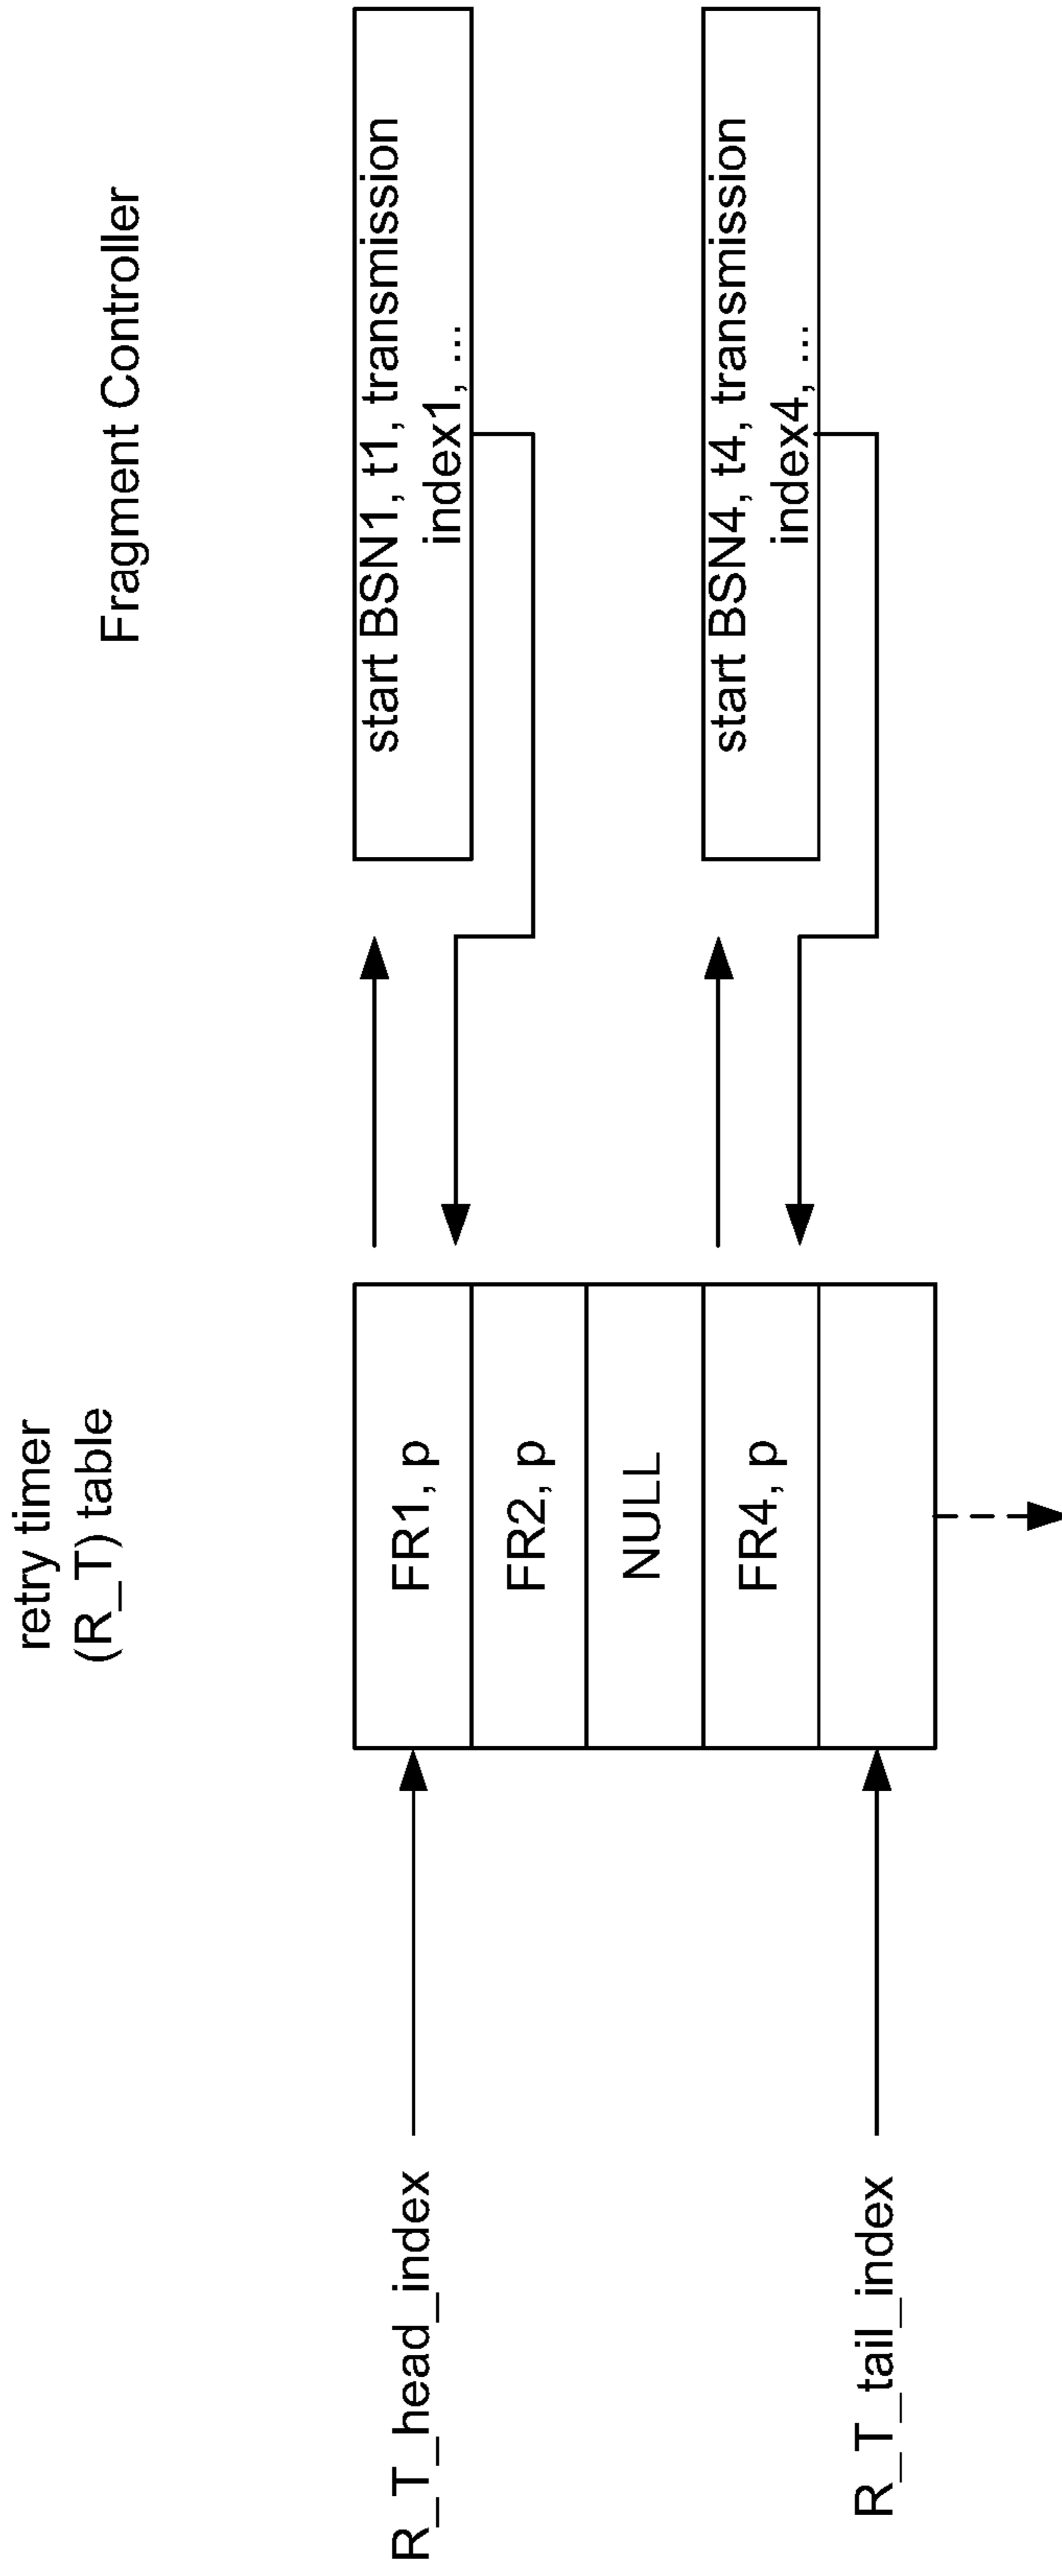 retry timer
(R_T) table
Fragment Controller
R_T_head_index
FR1, p
start BSN1, t1, transmission
index1, ...
FR2, p
NULL
FR4, p
start BSN4, t4, transmission
index4, ...
R_T_tail_index